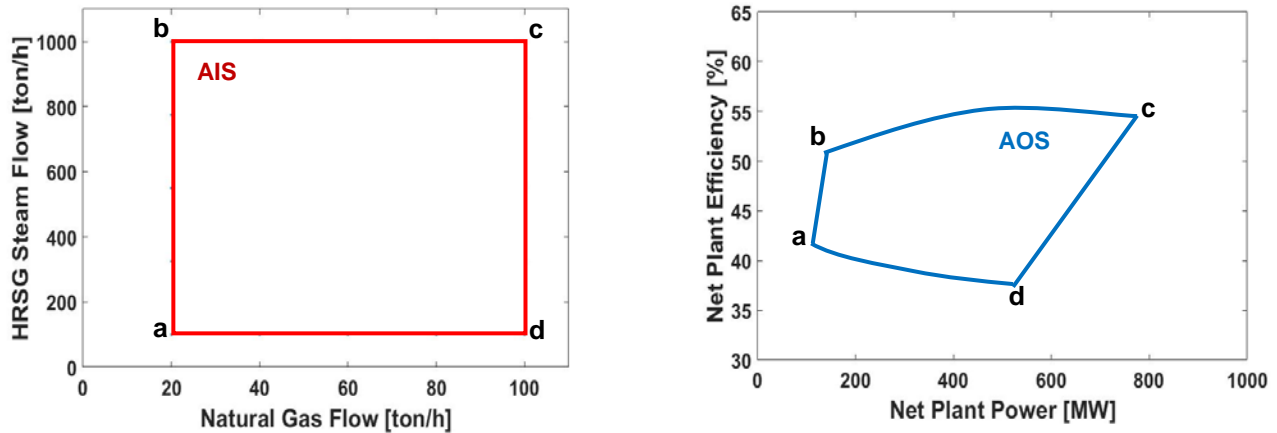 HRSG Steam Flow [ton/h]
1000
800
600
400
200
0
b
c
AIS
a
d
0
20
40
60
80
100
Natural Gas Flow [ton/h]
Net Plant Efficiency [%]
65
60
55
50
45
40
35
30
b
c
AOS
a
d
0
200
400
600
800
1000
Net Plant Power [MW]